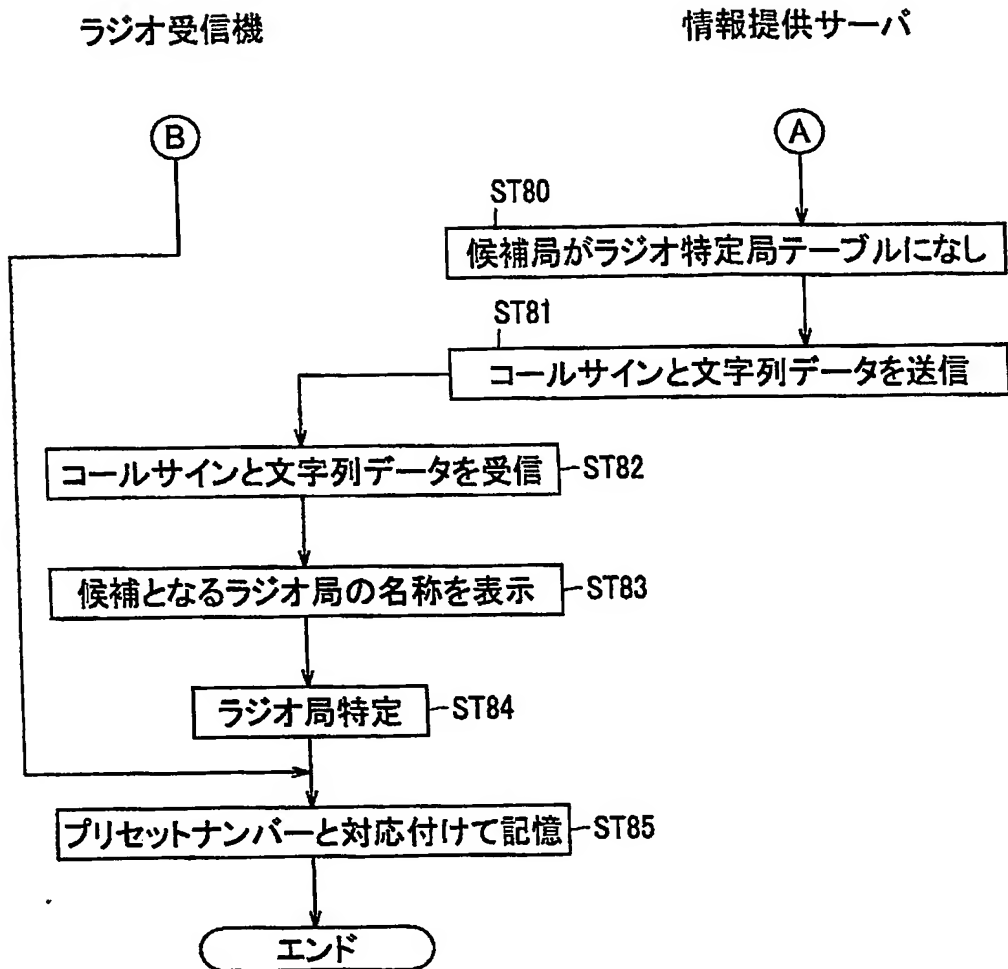 ラジオ受信機
情報提供サーバ
B
A
ST80
候補局がラジオ特定局テーブルになし
ST81
コールサインと文字列データを送信
コールサインと文字列データを受信
ST82
候補となるラジオ局の名称を表示
ST83
ラジオ局特定
ST84
プリセットナンバーと対応付けて記憶
ST85
エンド